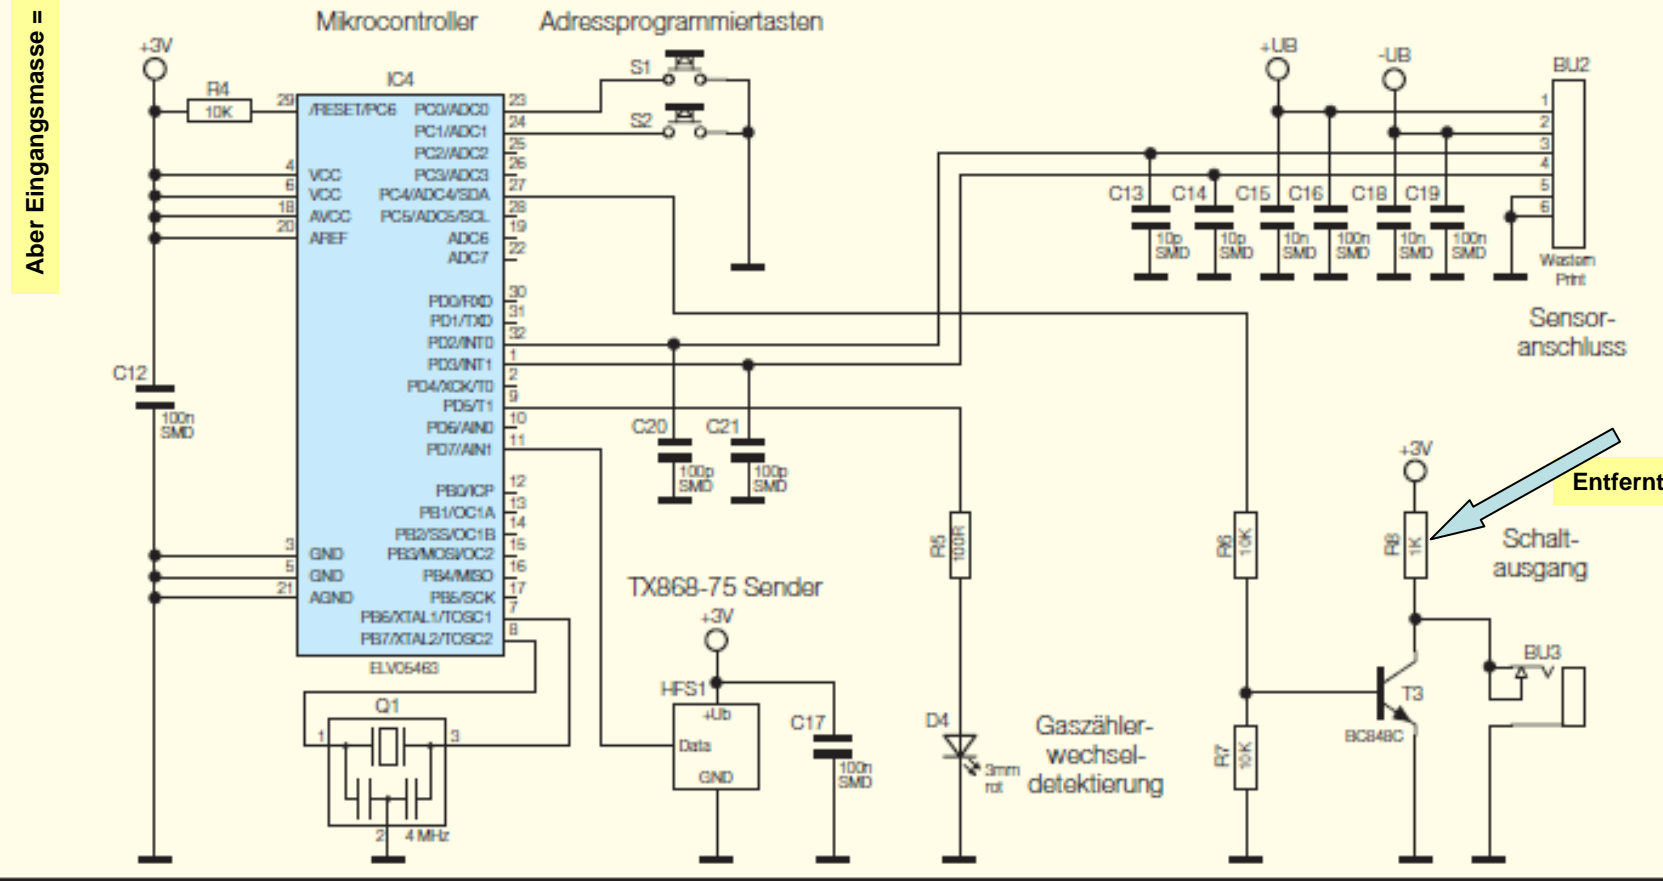 Aber Eingangsmasse =
Mikrocontroller
Adressprogrammiertasten
+3V
IC4
R4
10K
29
/RESET/PC6
4
VCC
6
VCC
18
AVCC
20
AREF
3
GND
5
GND
21
AGND
PC0/ADC0
23
PC1/ADC1
24
PC2/ADC2
25
PC3/ADC3
26
PC4/ADC4/SDA
27
PC5/ADC5/SCL
28
ADC6
19
ADC7
22
PD0/RXD
30
PD1/TXD
31
PD2/INT0
32
PD3/INT1
1
PD4/XCK/T0
2
PD5/T1
9
PD6/AIN0
10
PD7/AIN1
11
PB0/ICP
12
PB1/OC1A
13
PB2/SS/OC1B
14
PB3/MOSI/OC2
15
PB4/MISO
16
PB5/SCK
17
PB6/XTAL1/TOSC1
7
PB7/XTAL2/TOSC2
8
ELV05463
C12
100n
SMD
S1
S2
+UB
-UB
BU2
1
2
3
4
5
6
Western
Print
Sensor-
anschluss
C13
10p
SMD
C14
10p
SMD
C15
10n
SMD
C16
100n
SMD
C18
10n
SMD
C19
100n
SMD
C20
100p
SMD
C21
100p
SMD
Q1
1
3
2
4 MHz
TX868-75 Sender
+3V
HFS1
+Ub
Data
GND
C17
100n
SMD
R5
100R
D4
3mm
rot
Gaszähler-
wechsel-
detektierung
R6
10K
R7
10K
+3V
R8
1K
Entfernt
Schalt-
ausgang
T3
BC848C
BU3